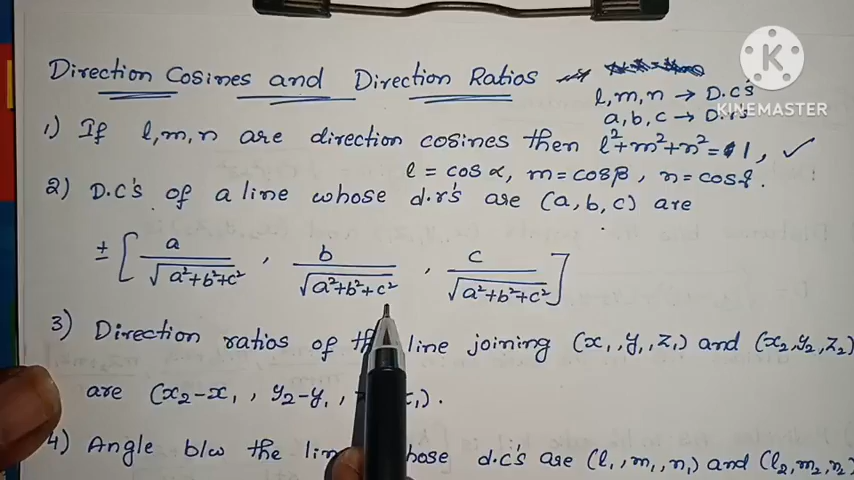 Direction Cosines and Direction Ratios
l, m, n → D.C's
a, b, c → D.r's
KINEMASTER
1) If l, m, n are direction cosines then l²+m²+n²=1, ✓
l = cos α, m = cos β, n = cos
2) D.C's of a line whose d.r's are (a, b, c) are
± [ a/√(a²+b²+c²) , b/√(a²+b²+c²) , c/√(a²+b²+c²) ]
3) Direction ratios of line joining (x₁, y₁, z₁) and (x₂, y₂, z₂)
are (x₂-x₁, y₂-y₁,
4) Angle b/w the d.c's are (l₁, m₁, n₁) and (l₂, m₂, n₂)